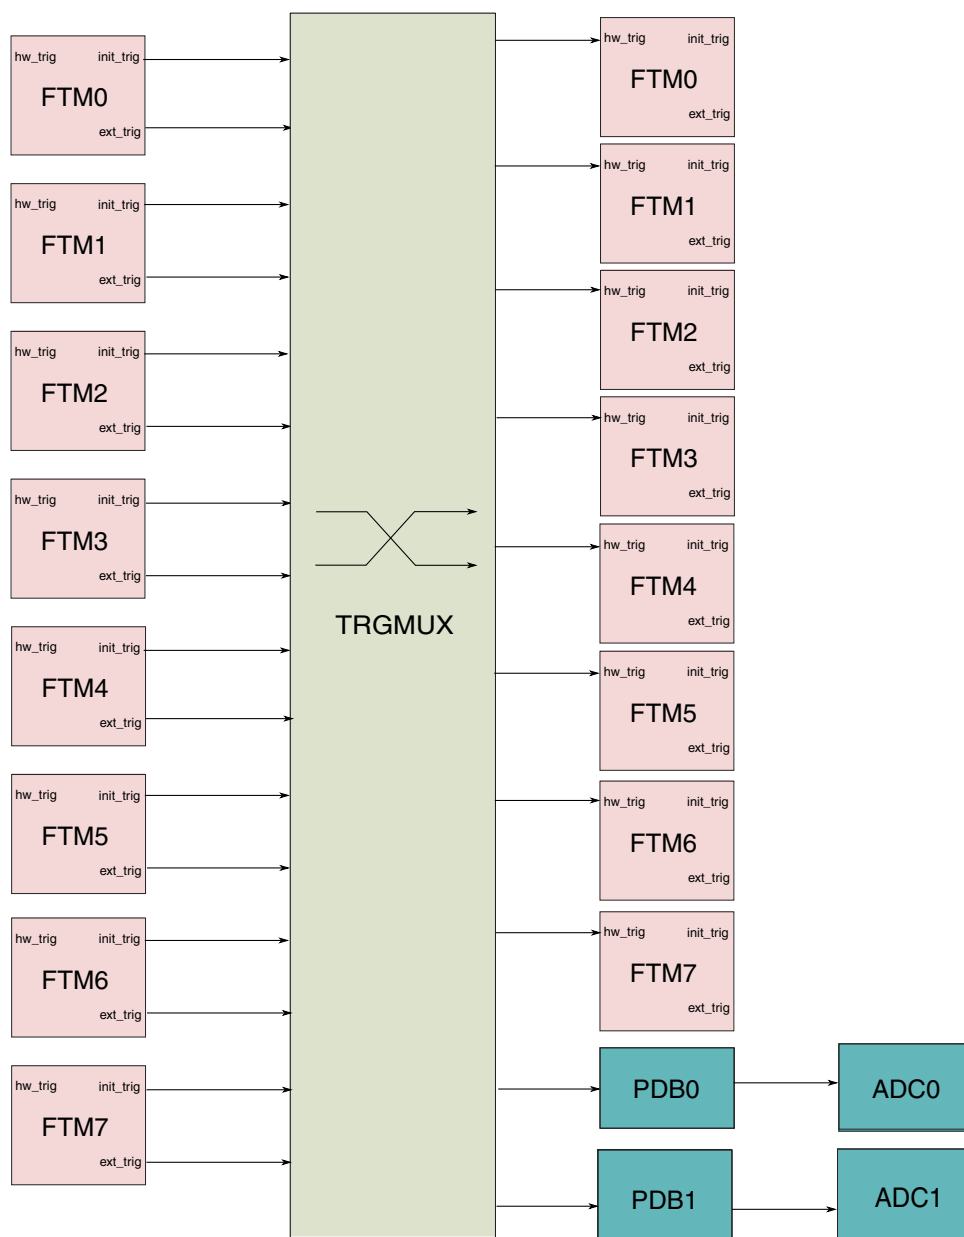 hw_trig init_trig
FTM0
ext_trig
hw_trig init_trig
FTM1
ext_trig
hw_trig init_trig
FTM2
ext_trig
hw_trig init_trig
FTM3
ext_trig
hw_trig init_trig
FTM4
ext_trig
hw_trig init_trig
FTM5
ext_trig
hw_trig init_trig
FTM6
ext_trig
hw_trig init_trig
FTM7
ext_trig
TRGMUX
hw_trig init_trig
FTM0
ext_trig
hw_trig init_trig
FTM1
ext_trig
hw_trig init_trig
FTM2
ext_trig
hw_trig init_trig
FTM3
ext_trig
hw_trig init_trig
FTM4
ext_trig
hw_trig init_trig
FTM5
ext_trig
hw_trig init_trig
FTM6
ext_trig
hw_trig init_trig
FTM7
ext_trig
PDB0 ADC0
PDB1 ADC1